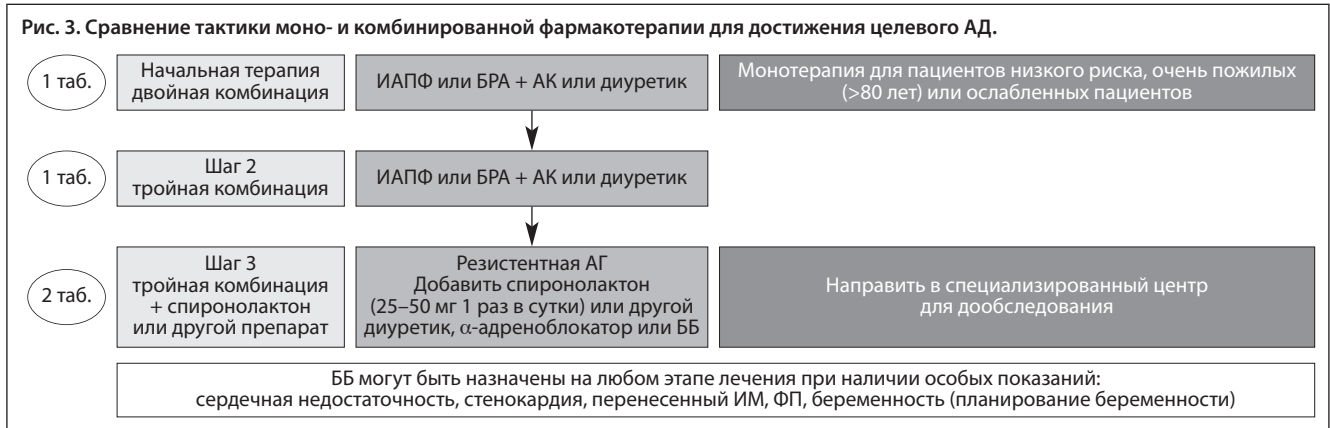 Рис. 3. Сравнение тактики моно- и комбинированной фармакотерапии для достижения целевого АД.
1 таб.
Начальная терапия
двойная комбинация
ИАПФ или БРА + АК или диуретик
Монотерапия для пациентов низкого риска, очень пожилых
(>80 лет) или ослабленных пациентов
1 таб.
Шаг 2
тройная комбинация
ИАПФ или БРА + АК или диуретик
2 таб.
Шаг 3
тройная комбинация
+ спиронолактон
или другой препарат
Резистентная АГ
Добавить спиронолактон
(25–50 мг 1 раз в сутки) или другой
диуретик, α-адреноблокатор или ББ
Направить в специализированный центр
для дообследования
ББ могут быть назначены на любом этапе лечения при наличии особых показаний:
сердечная недостаточность, стенокардия, перенесенный ИМ, ФП, беременность (планирование беременности)